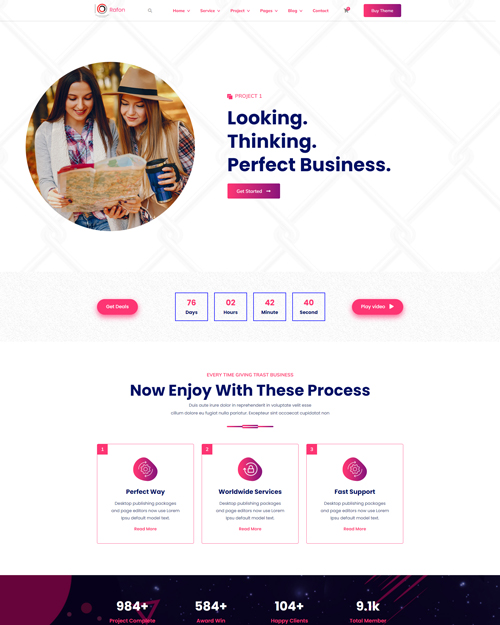 Rafon
Home Service Project Pages Blog Contact
Buy Theme
PROJECT 1
Looking.
Thinking.
Perfect Business.
Get Started
Get Deals
76 Days
02 Hours
42 Minute
40 Second
Play video
EVERY TIME GIVING TRAST BUSINESS
Now Enjoy With These Process
Duis aute irure dolor in reprehenderit in voluptate velit esse
cillum dolore eu fugiat nulla pariatur. Excepteur sint occaecat cupidatat non
1
Perfect Way
Desktop publishing packages
and page editors now use Lorem
Ipsu default model text.
Read More
2
Worldwide Services
Desktop publishing packages
and page editors now use Lorem
Ipsu default model text.
Read More
3
Fast Support
Desktop publishing packages
and page editors now use Lorem
Ipsu default model text.
Read More
984+
Project Complete
584+
Award Win
104+
Happy Clients
9.1k
Total Member